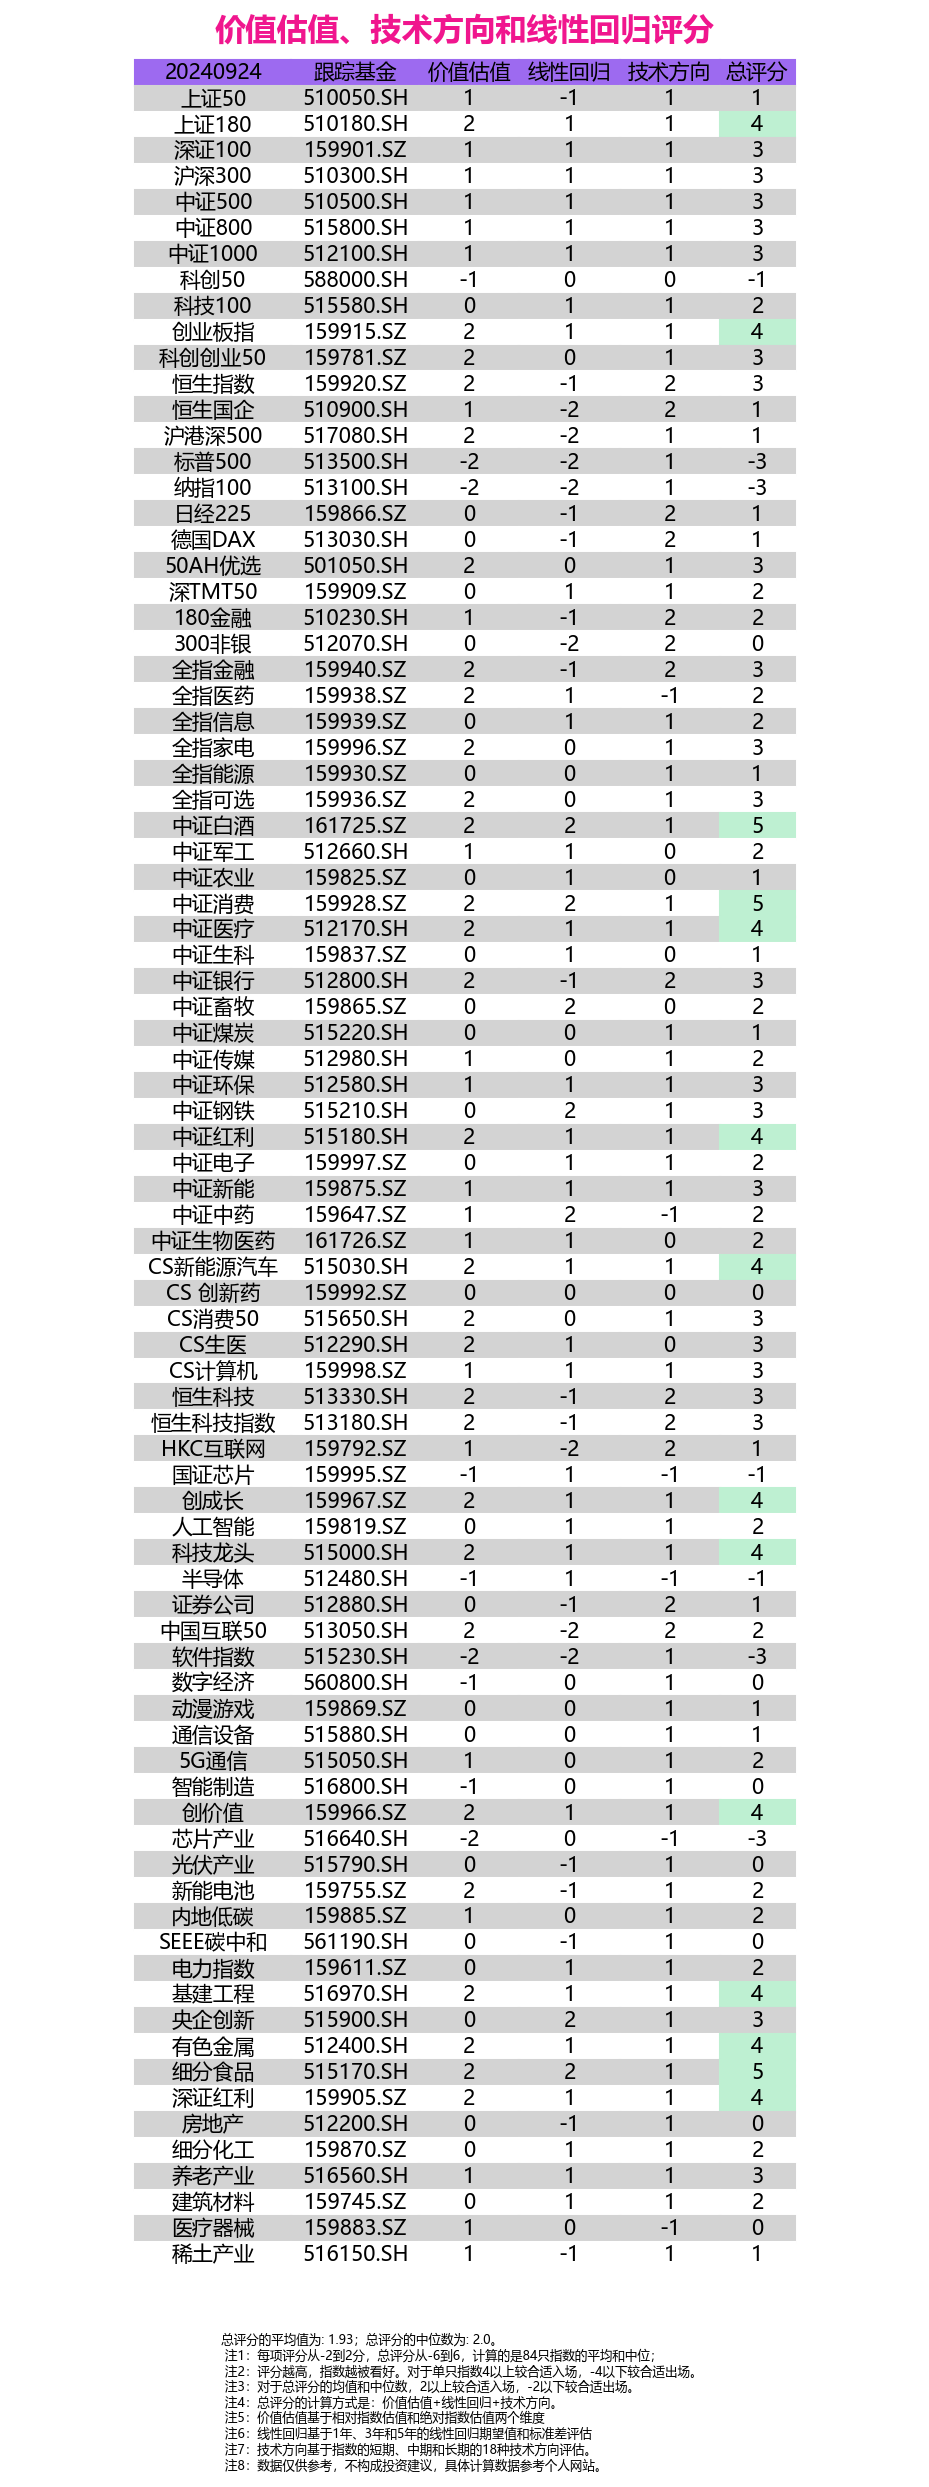 价值估值、技术方向和线性回归评分
20240924 跟踪基金 价值估值 线性回归 技术方向 总评分
上证50 510050.SH 1 -1 1 1
上证180 510180.SH 2 1 1 4
深证100 159901.SZ 1 1 1 3
沪深300 510300.SH 1 1 1 3
中证500 510500.SH 1 1 1 3
中证800 515800.SH 1 1 1 3
中证1000 512100.SH 1 1 1 3
科创50 588000.SH -1 0 0 -1
科技100 515580.SH 0 1 1 2
创业板指 159915.SZ 2 1 1 4
科创创业50 159781.SZ 2 0 1 3
恒生指数 159920.SZ 2 -1 2 3
恒生国企 510900.SH 1 -2 2 1
沪港深500 517080.SH 2 -2 1 1
标普500 513500.SH -2 -2 1 -3
纳指100 513100.SH -2 -2 1 -3
日经225 159866.SZ 0 -1 2 1
德国DAX 513030.SH 0 -1 2 1
50AH优选 501050.SH 2 0 1 3
深TMT50 159909.SZ 0 1 1 2
180金融 510230.SH 1 -1 2 2
300非银 512070.SH 0 -2 2 0
全指金融 159940.SZ 2 -1 2 3
全指医药 159938.SZ 2 1 -1 2
全指信息 159939.SZ 0 1 1 2
全指家电 159996.SZ 2 0 1 3
全指能源 159930.SZ 0 0 1 1
全指可选 159936.SZ 2 0 1 3
中证白酒 161725.SZ 2 2 1 5
中证军工 512660.SH 1 1 0 2
中证农业 159825.SZ 0 1 0 1
中证消费 159928.SZ 2 2 1 5
中证医疗 512170.SH 2 1 1 4
中证生科 159837.SZ 0 1 0 1
中证银行 512800.SH 2 -1 2 3
中证畜牧 159865.SZ 0 2 0 2
中证煤炭 515220.SH 0 0 1 1
中证传媒 512980.SH 1 0 1 2
中证环保 512580.SH 1 1 1 3
中证钢铁 515210.SH 0 2 1 3
中证红利 515180.SH 2 1 1 4
中证电子 159997.SZ 0 1 1 2
中证新能 159875.SZ 1 1 1 3
中证中药 159647.SZ 1 2 -1 2
中证生物医药 161726.SZ 1 1 0 2
CS新能源汽车 515030.SH 2 1 1 4
CS 创新药 159992.SZ 0 0 0 0
CS消费50 515650.SH 2 0 1 3
CS生医 512290.SH 2 1 0 3
CS计算机 159998.SZ 1 1 1 3
恒生科技 513330.SH 2 -1 2 3
恒生科技指数 513180.SH 2 -1 2 3
HKC互联网 159792.SZ 1 -2 2 1
国证芯片 159995.SZ -1 1 -1 -1
创成长 159967.SZ 2 1 1 4
人工智能 159819.SZ 0 1 1 2
科技龙头 515000.SH 2 1 1 4
半导体 512480.SH -1 1 -1 -1
证券公司 512880.SH 0 -1 2 1
中国互联50 513050.SH 2 -2 2 2
软件指数 515230.SH -2 -2 1 -3
数字经济 560800.SH -1 0 1 0
动漫游戏 159869.SZ 0 0 1 1
通信设备 515880.SH 0 0 1 1
5G通信 515050.SH 1 0 1 2
智能制造 516800.SH -1 0 1 0
创价值 159966.SZ 2 1 1 4
芯片产业 516640.SH -2 0 -1 -3
光伏产业 515790.SH 0 -1 1 0
新能电池 159755.SZ 2 -1 1 2
内地低碳 159885.SZ 1 0 1 2
SEEE碳中和 561190.SH 0 -1 1 0
电力指数 159611.SZ 0 1 1 2
基建工程 516970.SH 2 1 1 4
央企创新 515900.SH 0 2 1 3
有色金属 512400.SH 2 1 1 4
细分食品 515170.SH 2 2 1 5
深证红利 159905.SZ 2 1 1 4
房地产 512200.SH 0 -1 1 0
细分化工 159870.SZ 0 1 1 2
养老产业 516560.SH 1 1 1 3
建筑材料 159745.SZ 0 1 1 2
医疗器械 159883.SZ 1 0 -1 0
稀土产业 516150.SH 1 -1 1 1
总评分的平均值为: 1.93；总评分的中位数为: 2.0。
注1：每项评分从-2到2分，总评分从-6到6，计算的是84只指数的平均和中位；
注2：评分越高，指数越被看好。对于单只指数4以上较合适入场，-4以下较合适出场。
注3：对于总评分的均值和中位数，2以上较合适入场，-2以下较合适出场。
注4：总评分的计算方式是：价值估值+线性回归+技术方向。
注5：价值估值基于相对指数估值和绝对指数估值两个维度
注6：线性回归基于1年、3年和5年的线性回归期望值和标准差评估
注7：技术方向基于指数的短期、中期和长期的18种技术方向评估。
注8：数据仅供参考，不构成投资建议，具体计算数据参考个人网站。